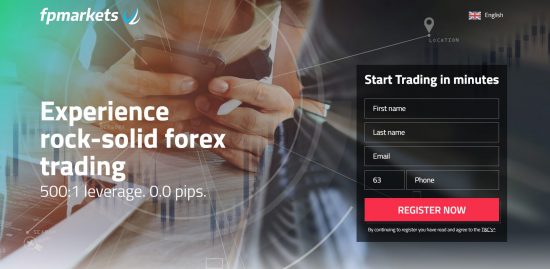 fpmarkets
English
LoCATION
Start Trading in minutes
First name
Last name
Email
63 Phone
REGISTER NOW
By continuing to register you have read and agree to the T&C's*.
Experience
rock-solid forex
trading
500:1 leverage. 0.0 pips.